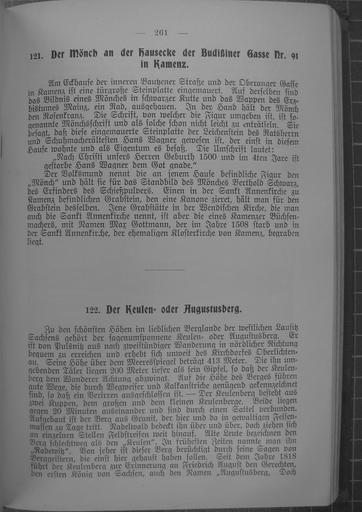 — 261 —
121. Der Mönch an der Hausecke der Budißiner Gasse Nr. 91
in Kamenz.
Am Eckhause der inneren Bautzener Straße und der Oberanger Gasse
in Kamenz ist eine türgroße Steinplatte eingemauert. Auf derselben sind
das Bildnis eines Mönches in schwarzer Kutte und das Wappen des Erz-
bistumes Mainz, ein Rad, ausgehauen. In der Hand hält der Mönch
den Rosenkranz. Die Schrift, von welcher die Figur umgeben ist, ist so-
genannte Mönchsschrift und als solche schon nicht leicht zu enträtseln. Sie
besagt, daß diese eingemauerte Steinplatte der Leichenstein des Ratsherrn
und Schuhmacherältesten Hans Wagner gewesen ist, der einst in diesem
Hause wohnte und als Eigentum es besaß. Die Umschrift lautet:
„Nach Christi unsers Herren Geburth 1500 und im 4ten Jare ist
gestorbe Hans Wagner dem Got gnade."
Der Volksmund nennt die an jenem Hause befindliche Figur den
„Mönch" und hält sie für das Standbild des Mönches Berthold Schwarz,
des Erfinders des Schießpulvers. Einen in der Sankt Annenkirche zu
Kamenz befindlichen Grabstein, den eine Kanone zieret, hält man für den
Grabstein desselben. Jene Grabstätte in der Wendischen Kirche, die man
auch die Sankt Annenkirche nennt, ist aber die eines Kamenzer Büchsen-
machers, mit Namen Max Gottmann, der im Jahre 1508 starb und in
der Sankt Annenkirche, der ehemaligen Klosterkirche von Kamenz, begraben
liegt.
122. Der Keulen- oder Augustusberg.
Zu den schönsten Höhen im lieblichen Berglande der westlichen Lausitz
Sachsens gehört der sagenumsponnene Keulen- oder Augustusberg. Er
ist von Pulsnitz aus nach zweistündiger Wanderung in nördlicher Richtung
bequem zu erreichen und erhebt sich unweit des Kirchdorfes Oberlichten-
au. Seine Höhe über dem Meeresspiegel beträgt 413 Meter. Die ihn um-
gebenden Täler liegen 200 Meter tiefer als sein Gipfel, so daß der Keulen-
berg dem Wanderer Achtung abzwingt. Auf die Höhe des Berges führen
gute Wege, die durch Wegweiser und Kalkanstriche genügend gekennzeichnet
sind, so daß ein Verirren ausgeschlossen ist. — Der Keulenberg besteht aus
zwei Kuppen, dem großen und dem kleinen Keulenberge. Beide liegen
gegen 20 Minuten auseinander und sind durch einen Sattel verbunden.
Aufgebaut ist der Berg aus Granit, der hier und da in gewaltigen Felsen-
massen zu Tage tritt. Nadelwald bedeckt ihn über und über, doch ziehen sich
an einzelnen Stellen Feldstreifen weit hinauf. Alte Leute bezeichnen den
Berg schlechtweg als den „Keulen". In frühesten Zeiten nannte man ihn
„Radewitz". Von jeher ist dieser Berg berüchtigt durch seine Sagen von
Berggeistern, die einst hier gehaust haben sollen. Seit dem Jahre 1818
führt der Keulenberg zur Erinnerung an Friedrich August den Gerechten,
den ersten König von Sachsen, auch den Namen „Augustusberg. Doch